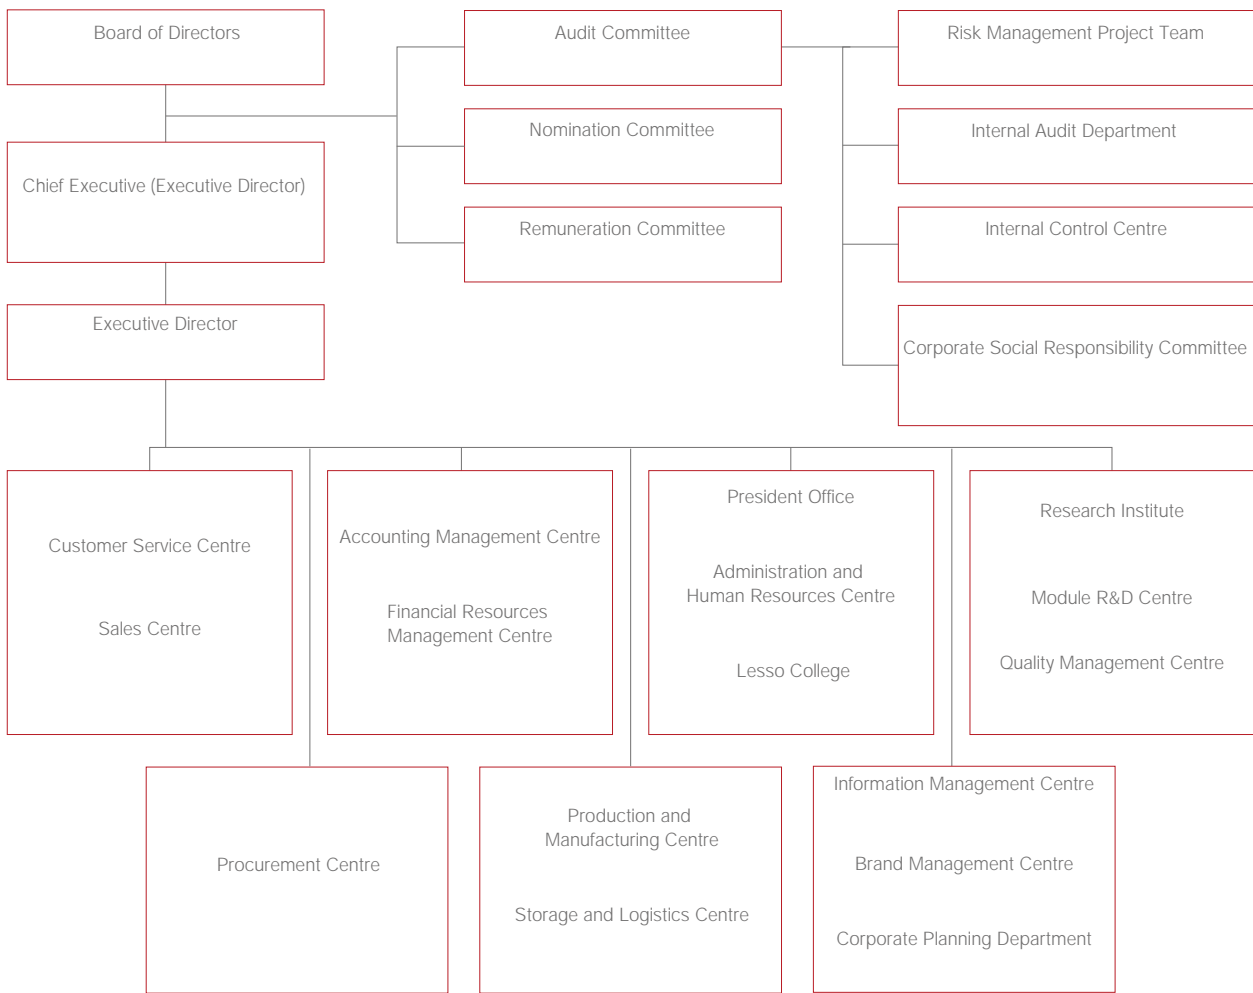 Board of Directors
Audit Committee
Risk Management Project Team
Nomination Committee
Internal Audit Department
Chief Executive (Executive Director)
Remuneration Committee
Internal Control Centre
Executive Director
Corporate Social Responsibility Committee
Customer Service Centre
Sales Centre
Accounting Management Centre
Financial Resources
Management Centre
President Office
Administration and
Human Resources Centre
Lesso College
Research Institute
Module R&D Centre
Quality Management Centre
Procurement Centre
Production and
Manufacturing Centre
Storage and Logistics Centre
Information Management Centre
Brand Management Centre
Corporate Planning Department